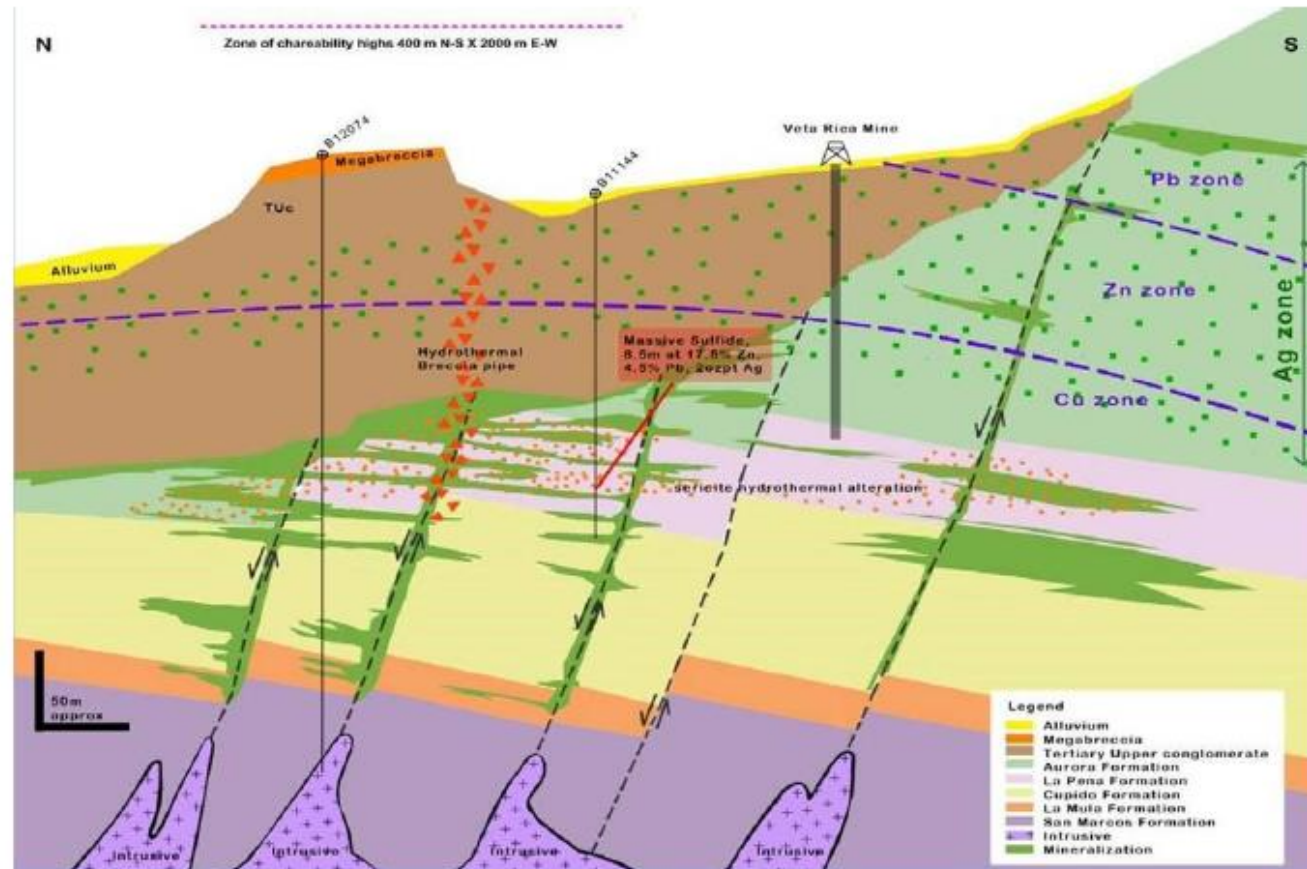 N
S
Zone of chareability highs 400 m N-S X 2000 m E-W
B12074
Megabreccia
TUc
Alluvium
B11144
Veta Rica Mine
Pb zone
Zn zone
Cu zone
Ag zone
Hydrothermal
Breccia pipe
Massive Sulfide,
8.5m at 17.5% Zn,
4.5% Pb, 2ozpt Ag
sericite hydrothermal alteration
50m
approx
Intrusive
Intrusive
Intrusive
Intrusive
Legend
Alluvium
Megabreccia
Tertiary Upper conglomerate
Aurora Formation
La Pena Formation
Cupido Formation
La Mula Formation
San Marcos Formation
Intrusive
Mineralization